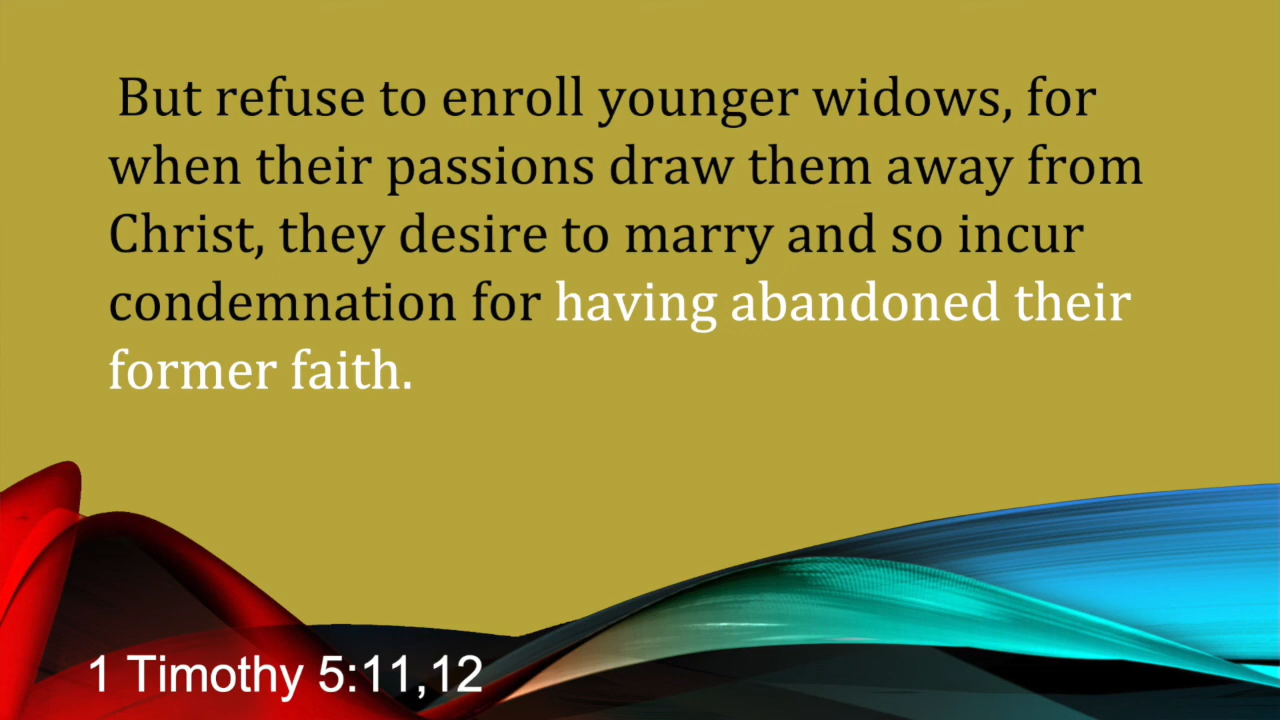 But refuse to enroll younger widows, for
when their passions draw them away from
Christ, they desire to marry and so incur
condemnation for having abandoned their
former faith.
1 Timothy 5:11,12